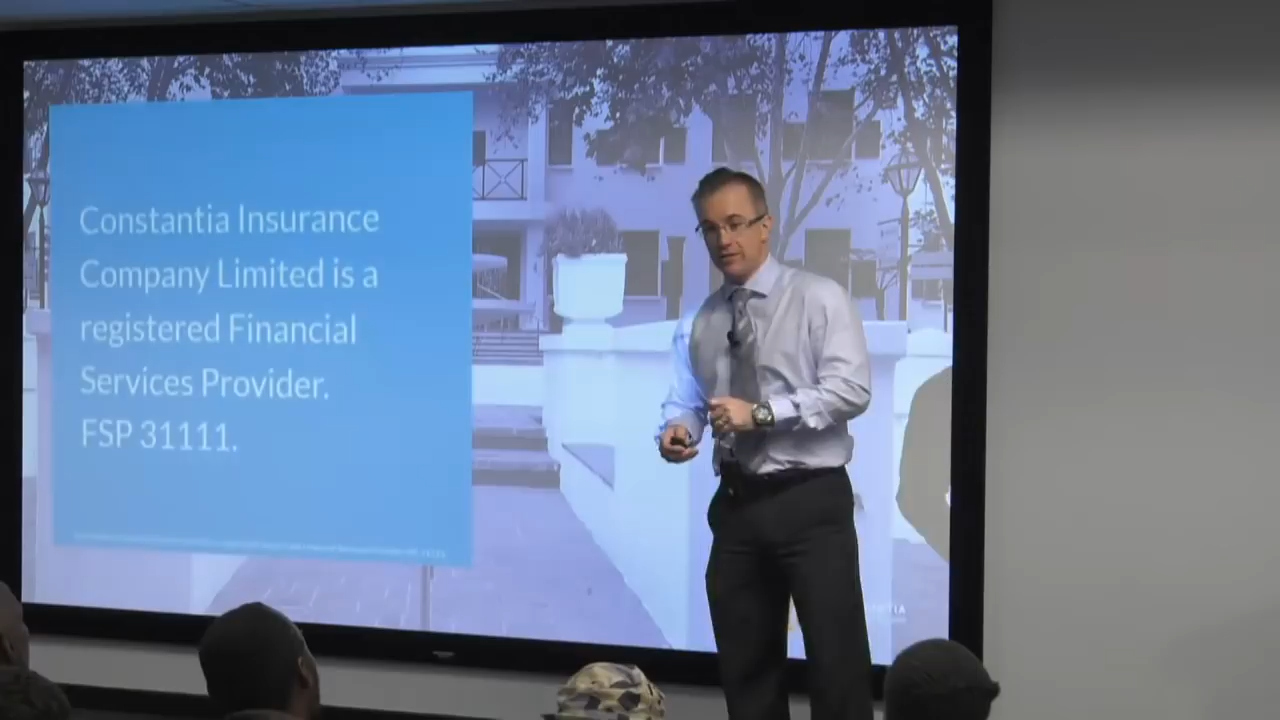 Constantia Insurance
Company Limited is a
registered Financial
Services Provider.
FSP 31111.